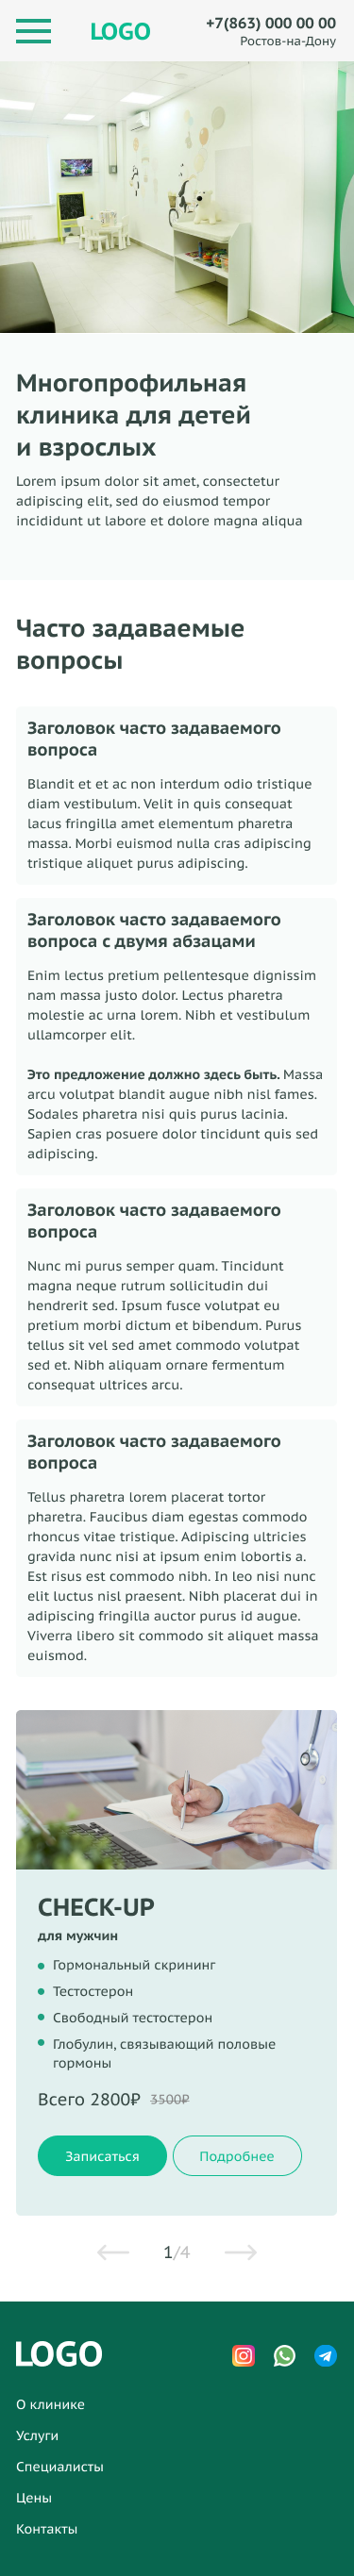 LOGO
+7(863) 000 00 00
Ростов-на-Дону
Многопрофильная
клиника для детей
и взрослых
Lorem ipsum dolor sit amet, consectetur
adipiscing elit, sed do eiusmod tempor
incididunt ut labore et dolore magna aliqua
Часто задаваемые
вопросы
Заголовок часто задаваемого
вопроса
Blandit et et ac non interdum odio tristique
diam vestibulum. Velit in quis consequat
lacus fringilla amet elementum pharetra
massa. Morbi euismod nulla cras adipiscing
tristique aliquet purus adipiscing.
Заголовок часто задаваемого
вопроса с двумя абзацами
Enim lectus pretium pellentesque dignissim
nam massa justo dolor. Lectus pharetra
molestie ac urna lorem. Nibh et vestibulum
ullamcorper elit.
Это предложение должно здесь быть. Massa
arcu volutpat blandit augue nibh nisl fames.
Sodales pharetra nisi quis purus lacinia.
Sapien cras posuere dolor tincidunt quis sed
adipiscing.
Заголовок часто задаваемого
вопроса
Nunc mi purus semper quam. Tincidunt
magna neque rutrum sollicitudin dui
hendrerit sed. Ipsum fusce volutpat eu
pretium morbi dictum et bibendum. Purus
tellus sit vel sed amet commodo volutpat
sed et. Nibh aliquam ornare fermentum
consequat ultrices arcu.
Заголовок часто задаваемого
вопроса
Tellus pharetra lorem placerat tortor
pharetra. Faucibus diam egestas commodo
rhoncus vitae tristique. Adipiscing ultricies
gravida nunc nisi at ipsum enim lobortis a.
Est risus est commodo nibh. In leo nisi nunc
elit luctus nisl praesent. Nibh placerat dui in
adipiscing fringilla auctor purus id augue.
Viverra libero sit commodo sit aliquet massa
euismod.
CHECK-UP
для мужчин
Гормональный скрининг
Тестостерон
Свободный тестостерон
Глобулин, связывающий половые
гормоны
Всего 2800₽ 3500₽
Записаться Подробнее
1/4
LOGO
О клинике
Услуги
Специалисты
Цены
Контакты